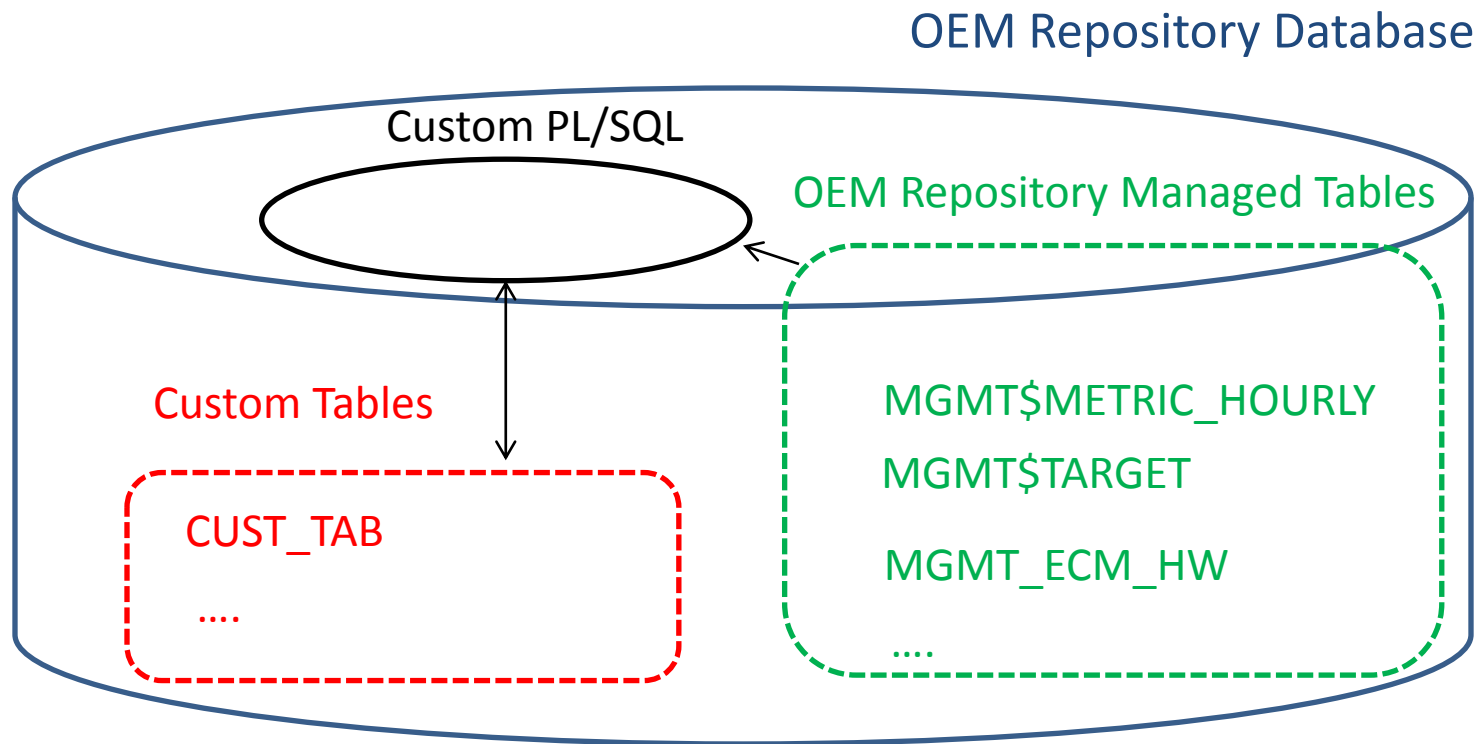 OEM Repository Database
Custom PL/SQL
OEM Repository Managed Tables
Custom Tables
CUST_TAB
....
MGMT$METRIC_HOURLY
MGMT$TARGET
MGMT_ECM_HW
....